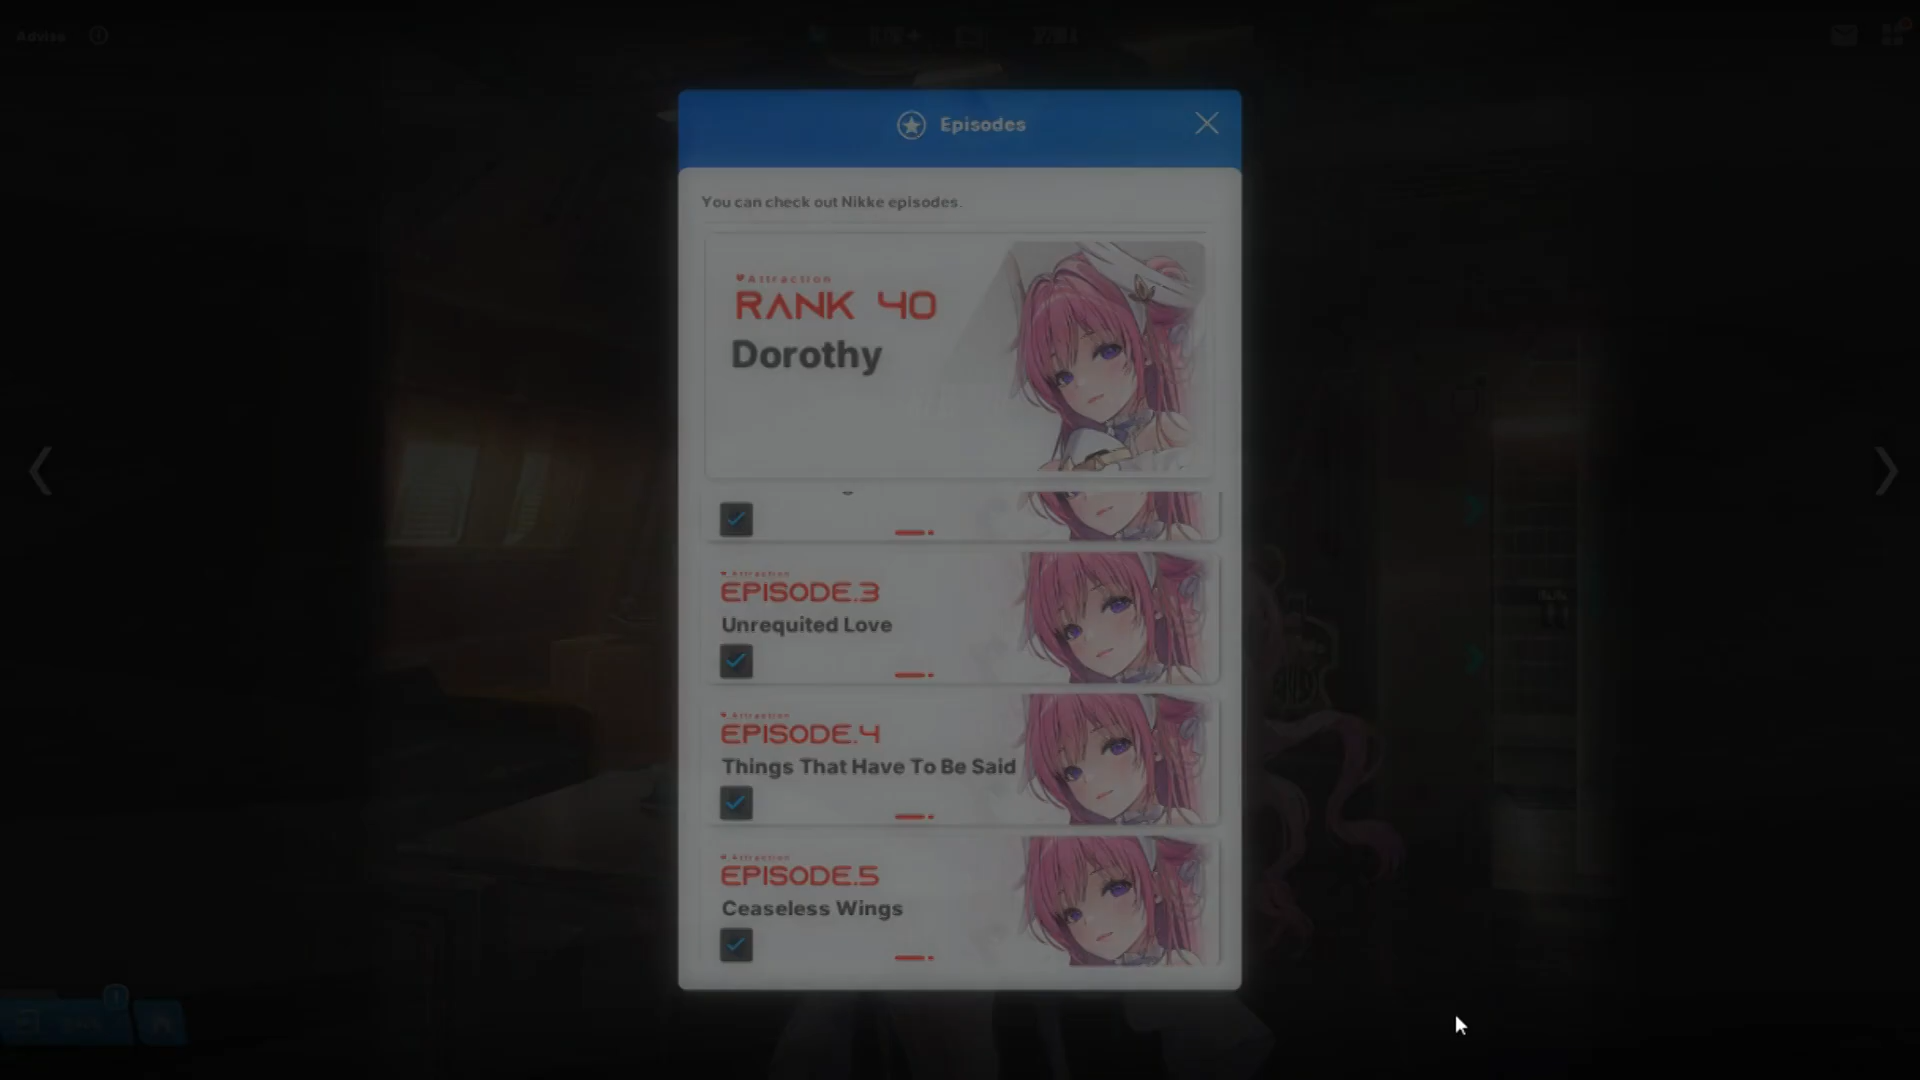 Advise
Episodes
You can check out Nikke episodes.
Attraction
RANK 40
Dorothy
Attraction
EPISODE.3
Unrequited Love
Attraction
EPISODE.4
Things That Have To Be Said
Attraction
EPISODE.5
Ceaseless Wings